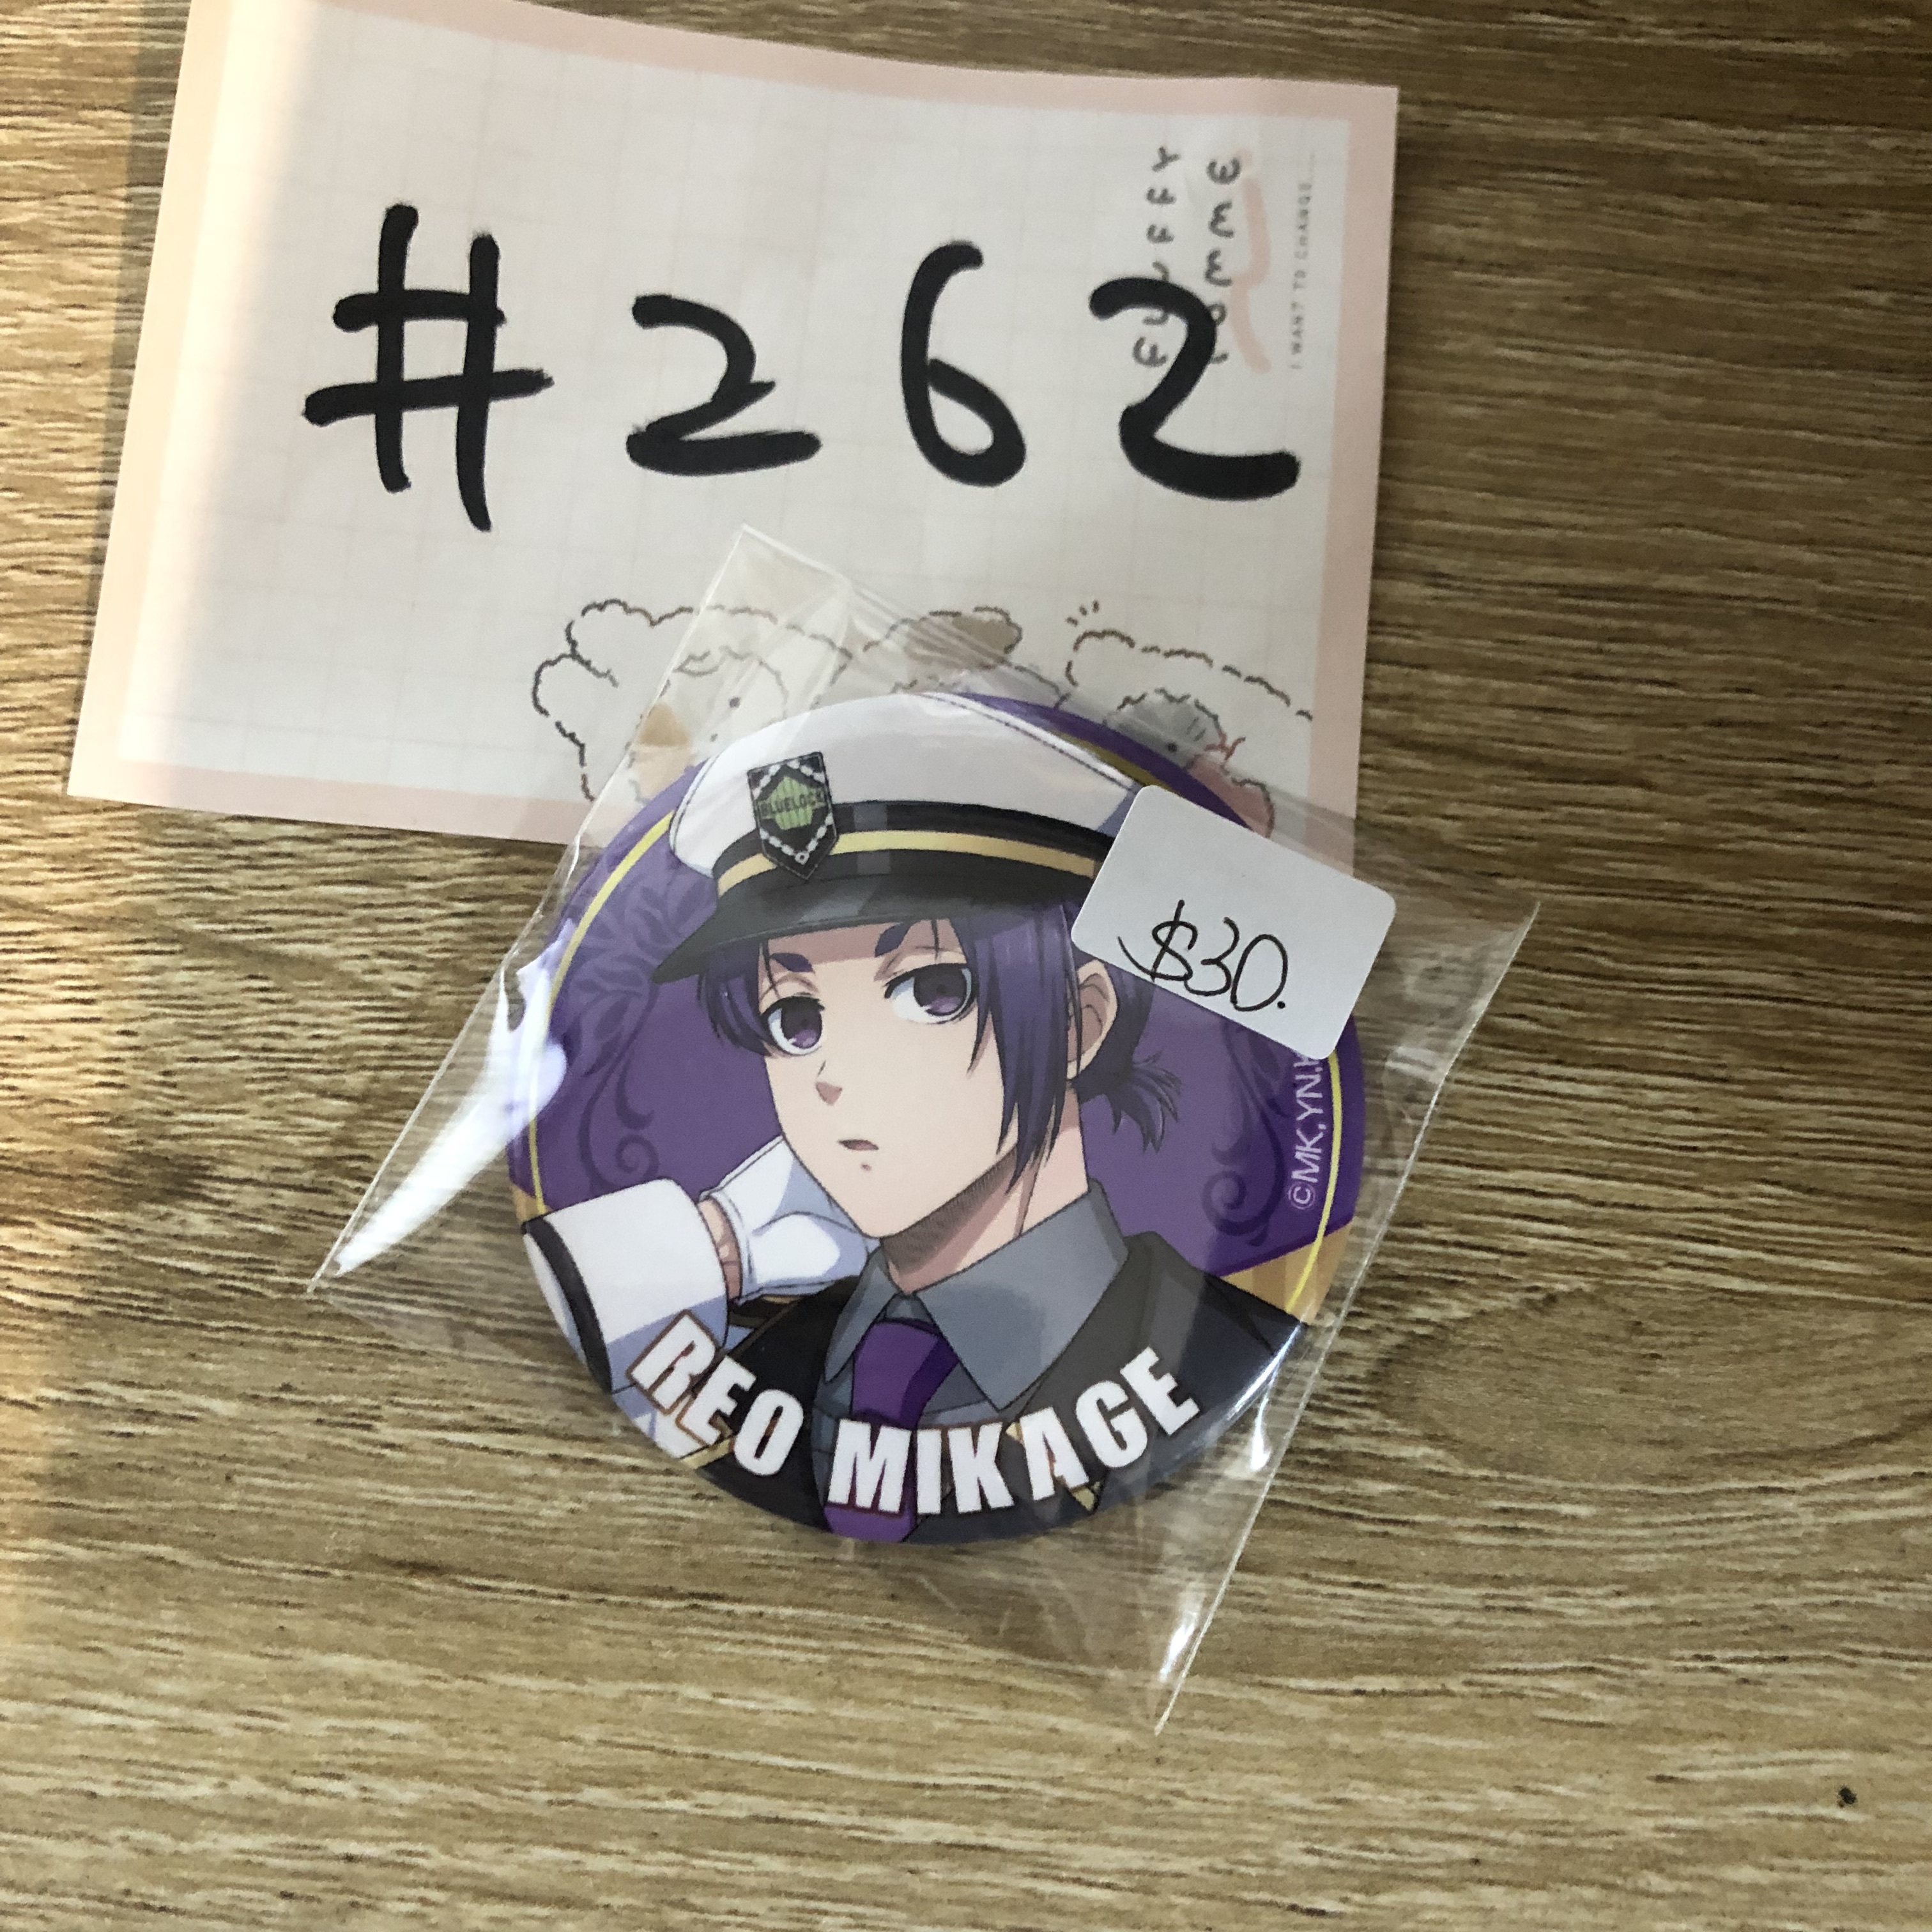 #262
FLUFFY
I WANT TO CHANGE
BLUELOCK
$30.
©MK,YN,
REO MIKAGE